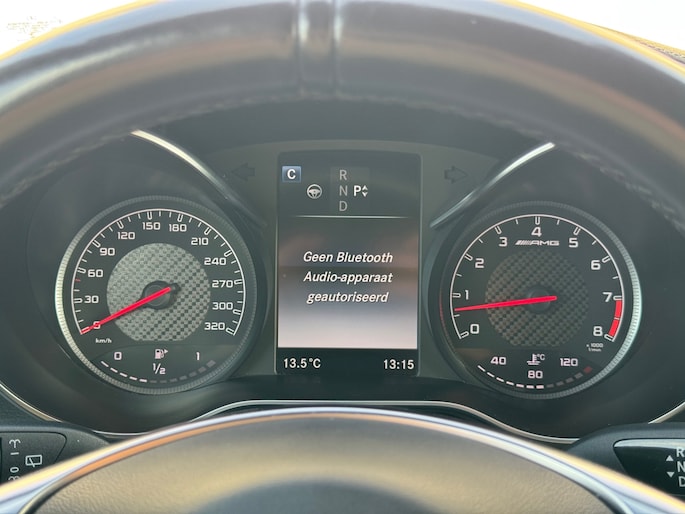 C
R
N P
D
Geen Bluetooth
Audio-apparaat
geautoriseerd
13.5°C 13:15
0 30 60 90 120 150 180 210 240 270 300 320
km/h
0 1/2 1
0 1 2 3 4 5 6 7 8
AMG
x 1000
1/min
40 80 120
°C
R
N
D